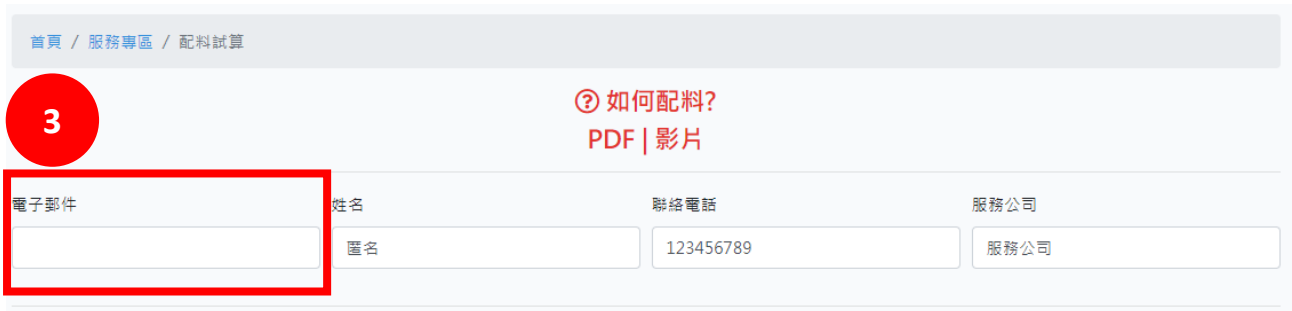 首頁 / 服務專區 / 配料試算
3
如何配料?
PDF | 影片
電子郵件 姓名 聯絡電話 服務公司
匿名 123456789 服務公司